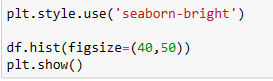 plt.style.use('seaborn-bright')
df.hist(figsize=(40,50))
plt.show()